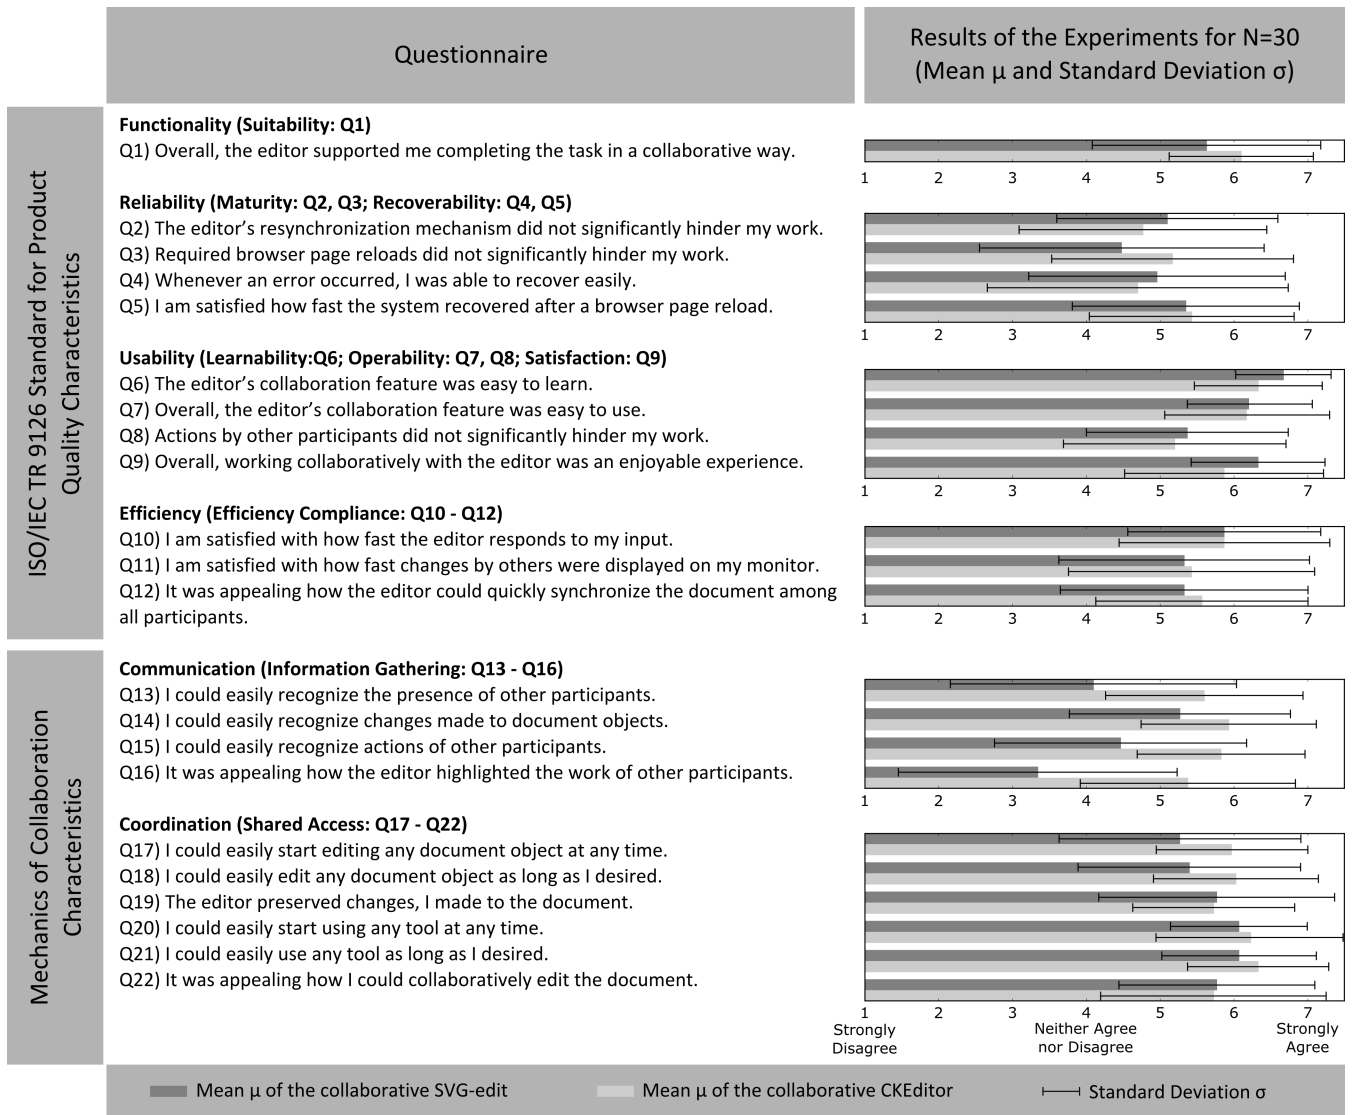 Questionnaire
Results of the Experiments for N=30
(Mean μ and Standard Deviation σ)
ISO/IEC TR 9126 Standard for Product
Quality Characteristics
Functionality (Suitability: Q1)
Q1) Overall, the editor supported me completing the task in a collaborative way.
1 2 3 4 5 6 7
Reliability (Maturity: Q2, Q3; Recoverability: Q4, Q5)
Q2) The editor’s resynchronization mechanism did not significantly hinder my work.
Q3) Required browser page reloads did not significantly hinder my work.
Q4) Whenever an error occurred, I was able to recover easily.
Q5) I am satisfied how fast the system recovered after a browser page reload.
1 2 3 4 5 6 7
Usability (Learnability:Q6; Operability: Q7, Q8; Satisfaction: Q9)
Q6) The editor’s collaboration feature was easy to learn.
Q7) Overall, the editor’s collaboration feature was easy to use.
Q8) Actions by other participants did not significantly hinder my work.
Q9) Overall, working collaboratively with the editor was an enjoyable experience.
1 2 3 4 5 6 7
Efficiency (Efficiency Compliance: Q10 - Q12)
Q10) I am satisfied with how fast the editor responds to my input.
Q11) I am satisfied with how fast changes by others were displayed on my monitor.
Q12) It was appealing how the editor could quickly synchronize the document among
all participants.
1 2 3 4 5 6 7
Mechanics of Collaboration
Characteristics
Communication (Information Gathering: Q13 - Q16)
Q13) I could easily recognize the presence of other participants.
Q14) I could easily recognize changes made to document objects.
Q15) I could easily recognize actions of other participants.
Q16) It was appealing how the editor highlighted the work of other participants.
1 2 3 4 5 6 7
Coordination (Shared Access: Q17 - Q22)
Q17) I could easily start editing any document object at any time.
Q18) I could easily edit any document object as long as I desired.
Q19) The editor preserved changes, I made to the document.
Q20) I could easily start using any tool at any time.
Q21) I could easily use any tool as long as I desired.
Q22) It was appealing how I could collaboratively edit the document.
1 2 3 4 5 6 7
Strongly
Disagree
Neither Agree
nor Disagree
Strongly
Agree
Mean μ of the collaborative SVG-edit
Mean μ of the collaborative CKEditor
Standard Deviation σ